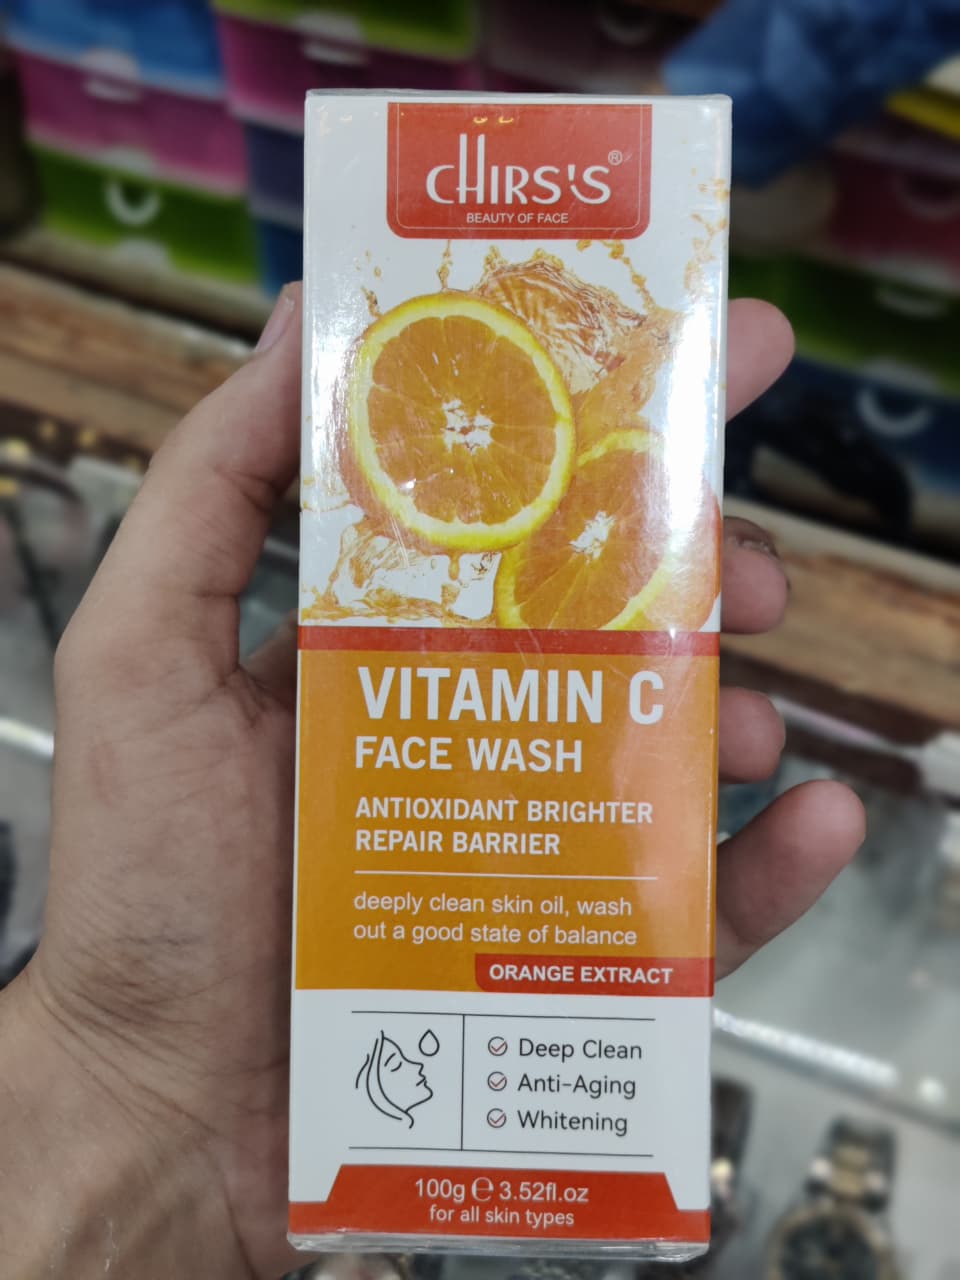 CHIRS'S®
BEAUTY OF FACE
VITAMIN C
FACE WASH
ANTIOXIDANT BRIGHTER
REPAIR BARRIER
deeply clean skin oil, wash
out a good state of balance
ORANGE EXTRACT
Deep Clean
Anti-Aging
Whitening
100g ℮ 3.52fl.oz
for all skin types